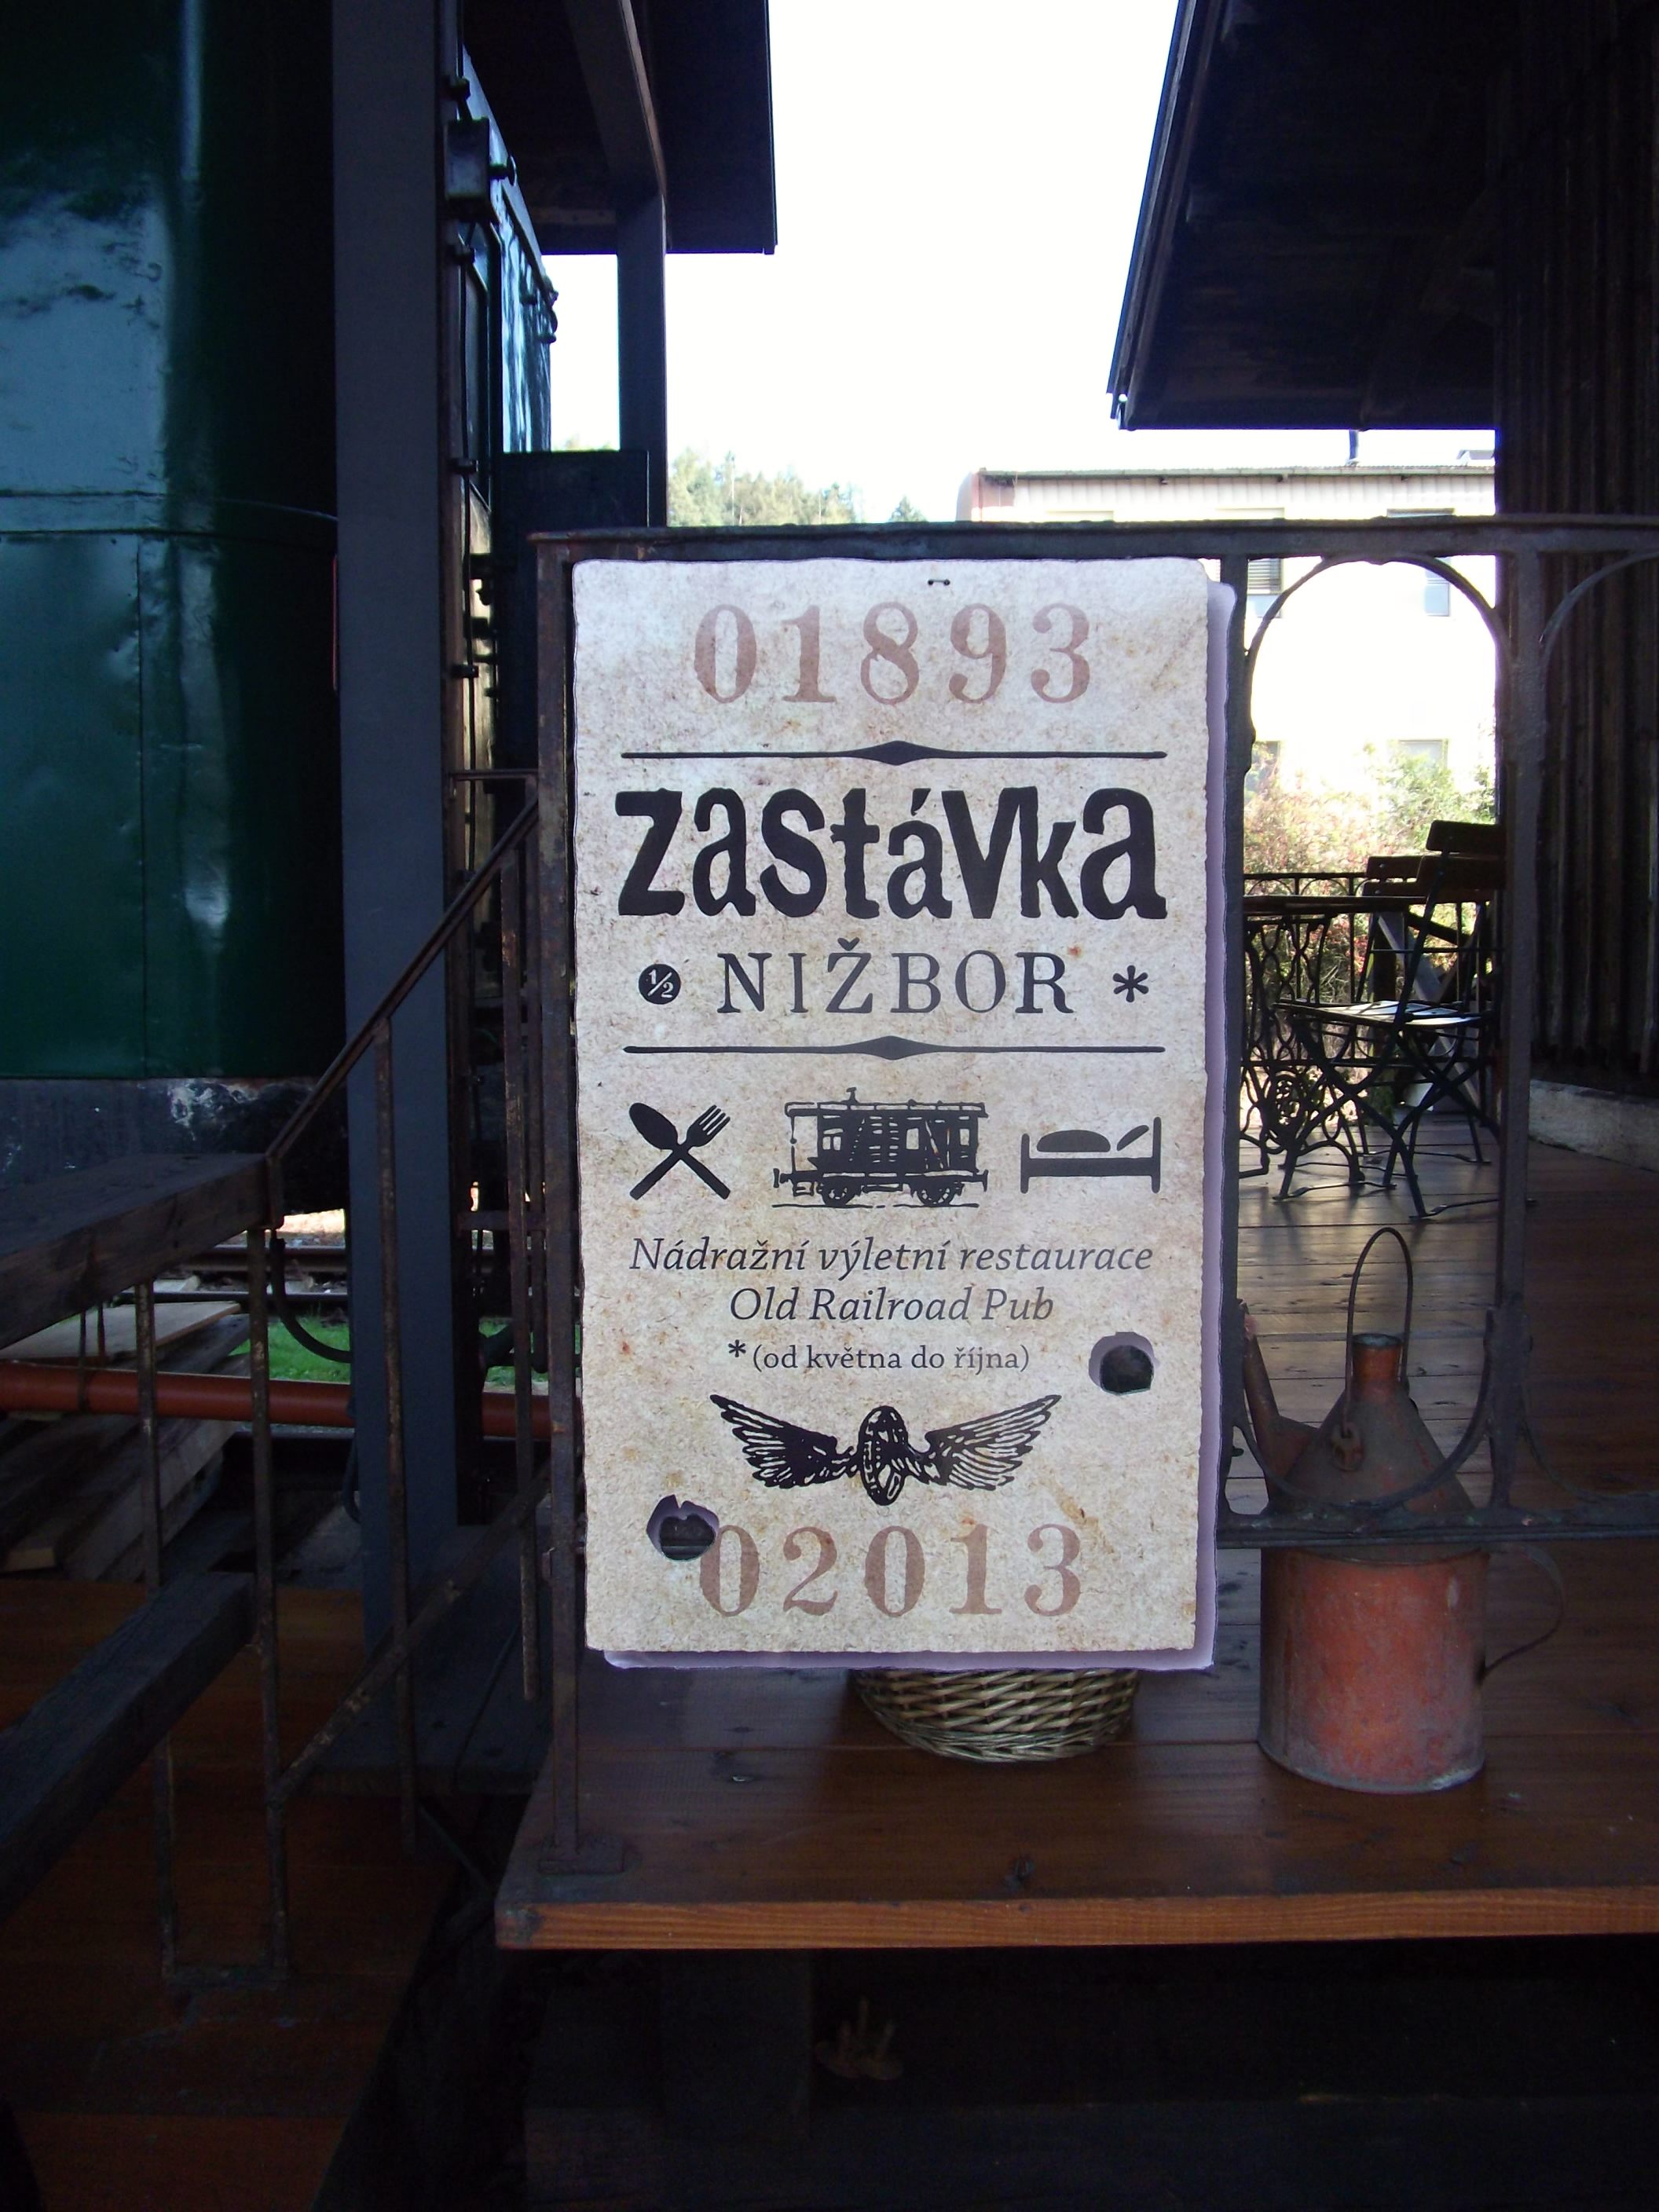 01893
zastávka
½ NIŽBOR *
Nádražní výletní restaurace
Old Railroad Pub
*(od května do října)
02013